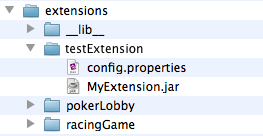 extensions
__lib__
testExtension
config.properties
MyExtension.jar
pokerLobby
racingGame